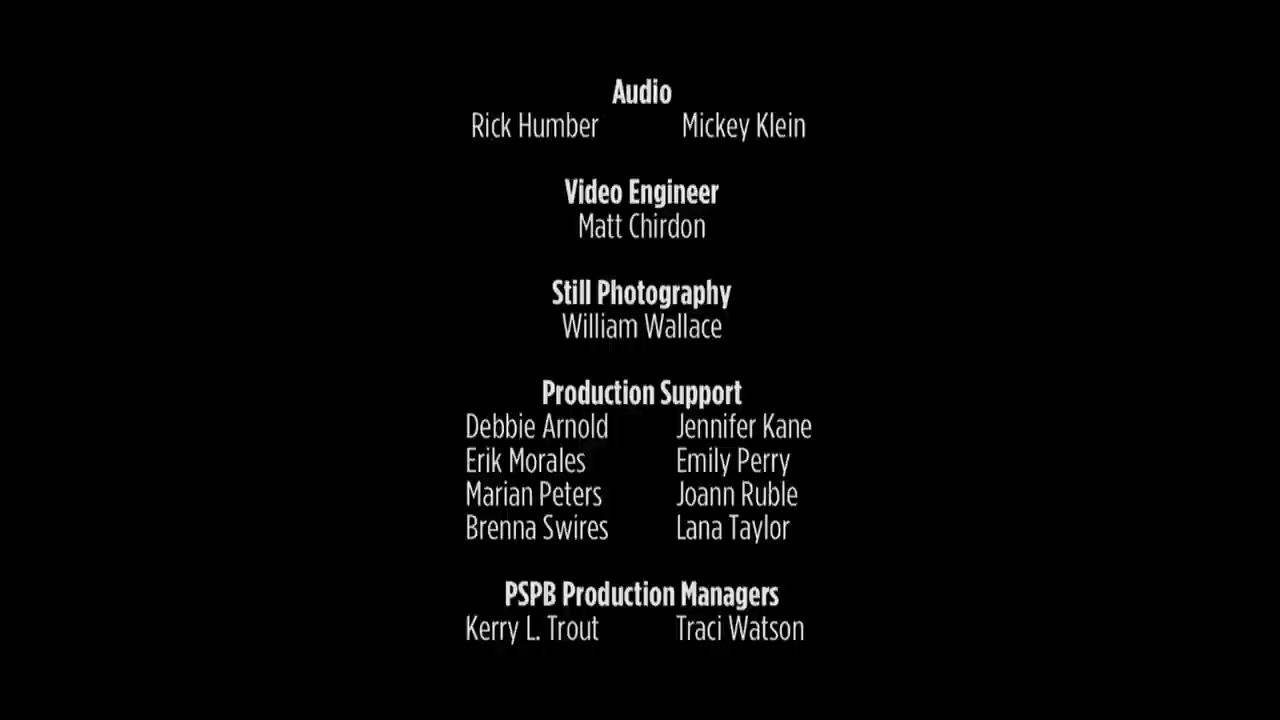 Audio
Rick Humber Mickey Klein
Video Engineer
Matt Chirdon
Still Photography
William Wallace
Production Support
Debbie Arnold Jennifer Kane
Erik Morales Emily Perry
Marian Peters Joann Ruble
Brenna Swires Lana Taylor
PSPB Production Managers
Kerry L. Trout Traci Watson